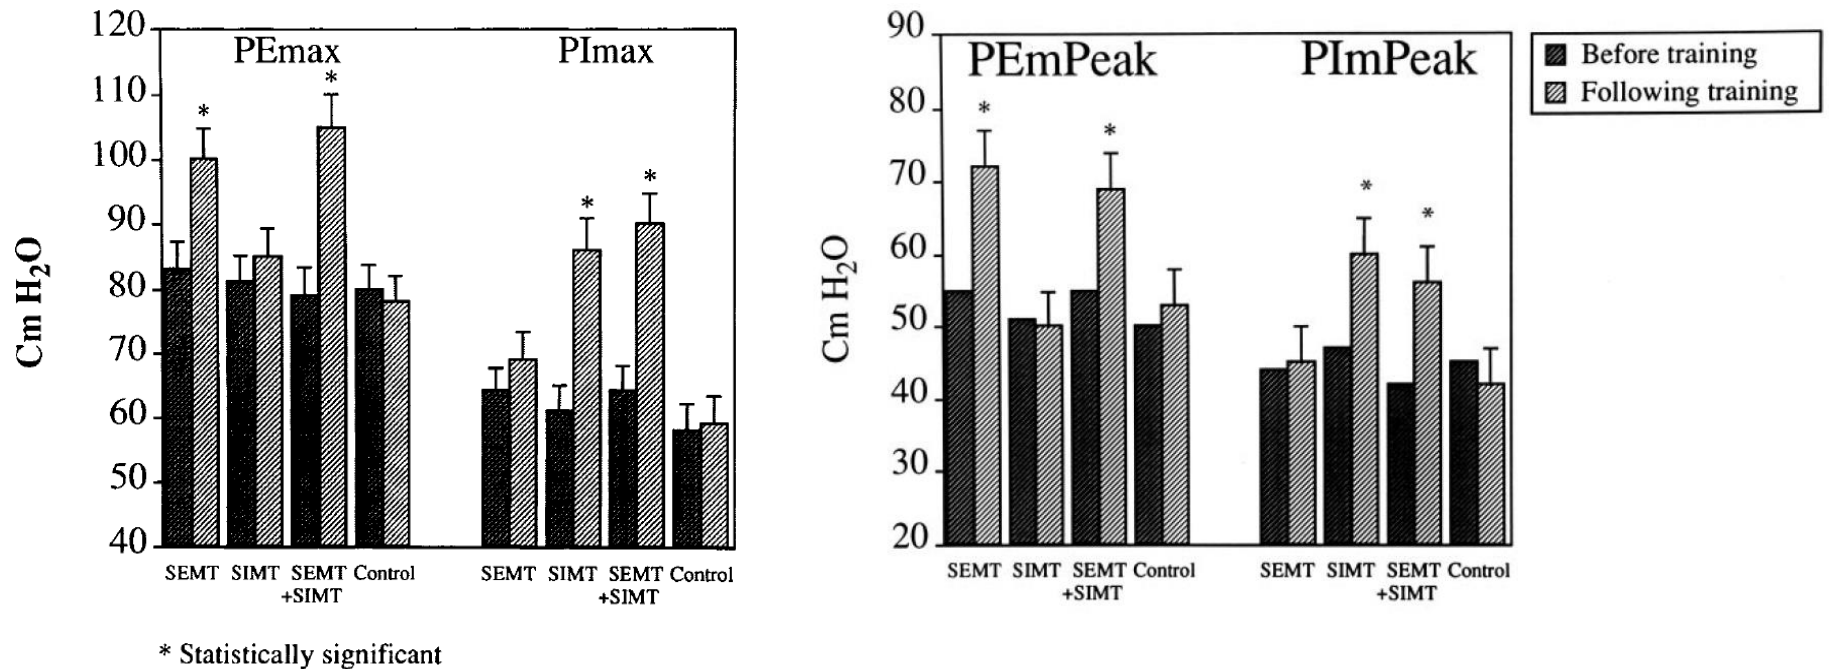 PEmax
PImax
120
110
100
90
80
70
60
50
40
Cm H₂O
*
*
*
*
SEMT SIMT SEMT Control
+SIMT
SEMT SIMT SEMT Control
+SIMT
* Statistically significant
PEmPeak
PImPeak
90
80
70
60
50
40
30
20
Cm H₂O
*
*
*
*
SEMT SIMT SEMT Control
+SIMT
SEMT SIMT SEMT Control
+SIMT
Before training
Following training